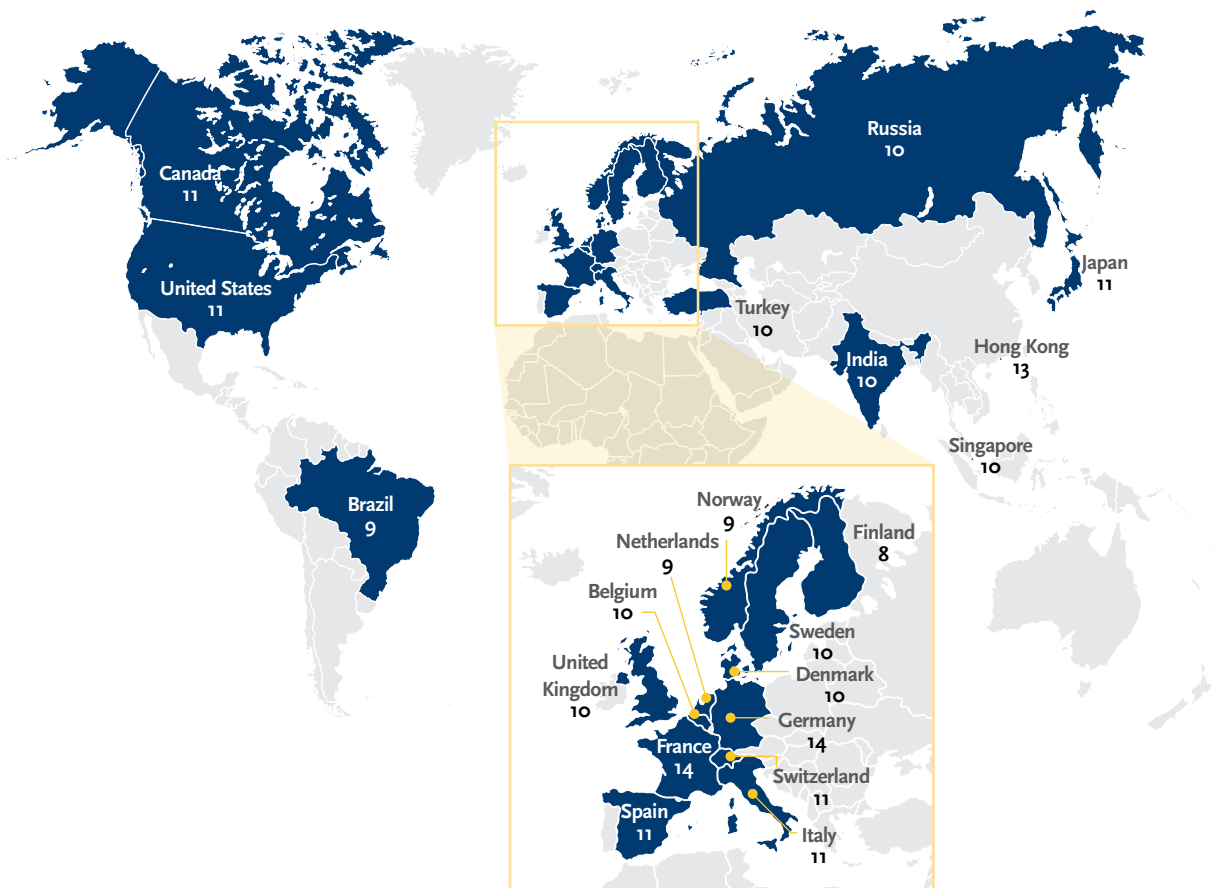 Russia
10
Canada
11
United States
11
Japan
11
Turkey
10
India
10
Hong Kong
13
Singapore
10
Brazil
9
Norway
9
Netherlands
9
Finland
8
Belgium
10
Sweden
10
United
Kingdom
10
Denmark
10
Germany
14
France
14
Switzerland
11
Spain
11
Italy
11